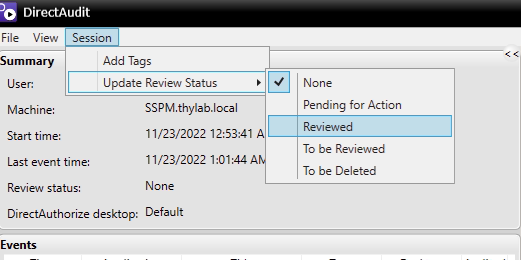 DirectAudit
File View Session
<<
Summary
Add Tags
Update Review Status
None
Pending for Action
Reviewed
To be Reviewed
To be Deleted
User:
Machine: SSPM.thylab.local
Start time: 11/23/2022 12:53:41 A
Last event time: 11/23/2022 1:01:44 AM
Review status: None
DirectAuthorize desktop: Default
Events